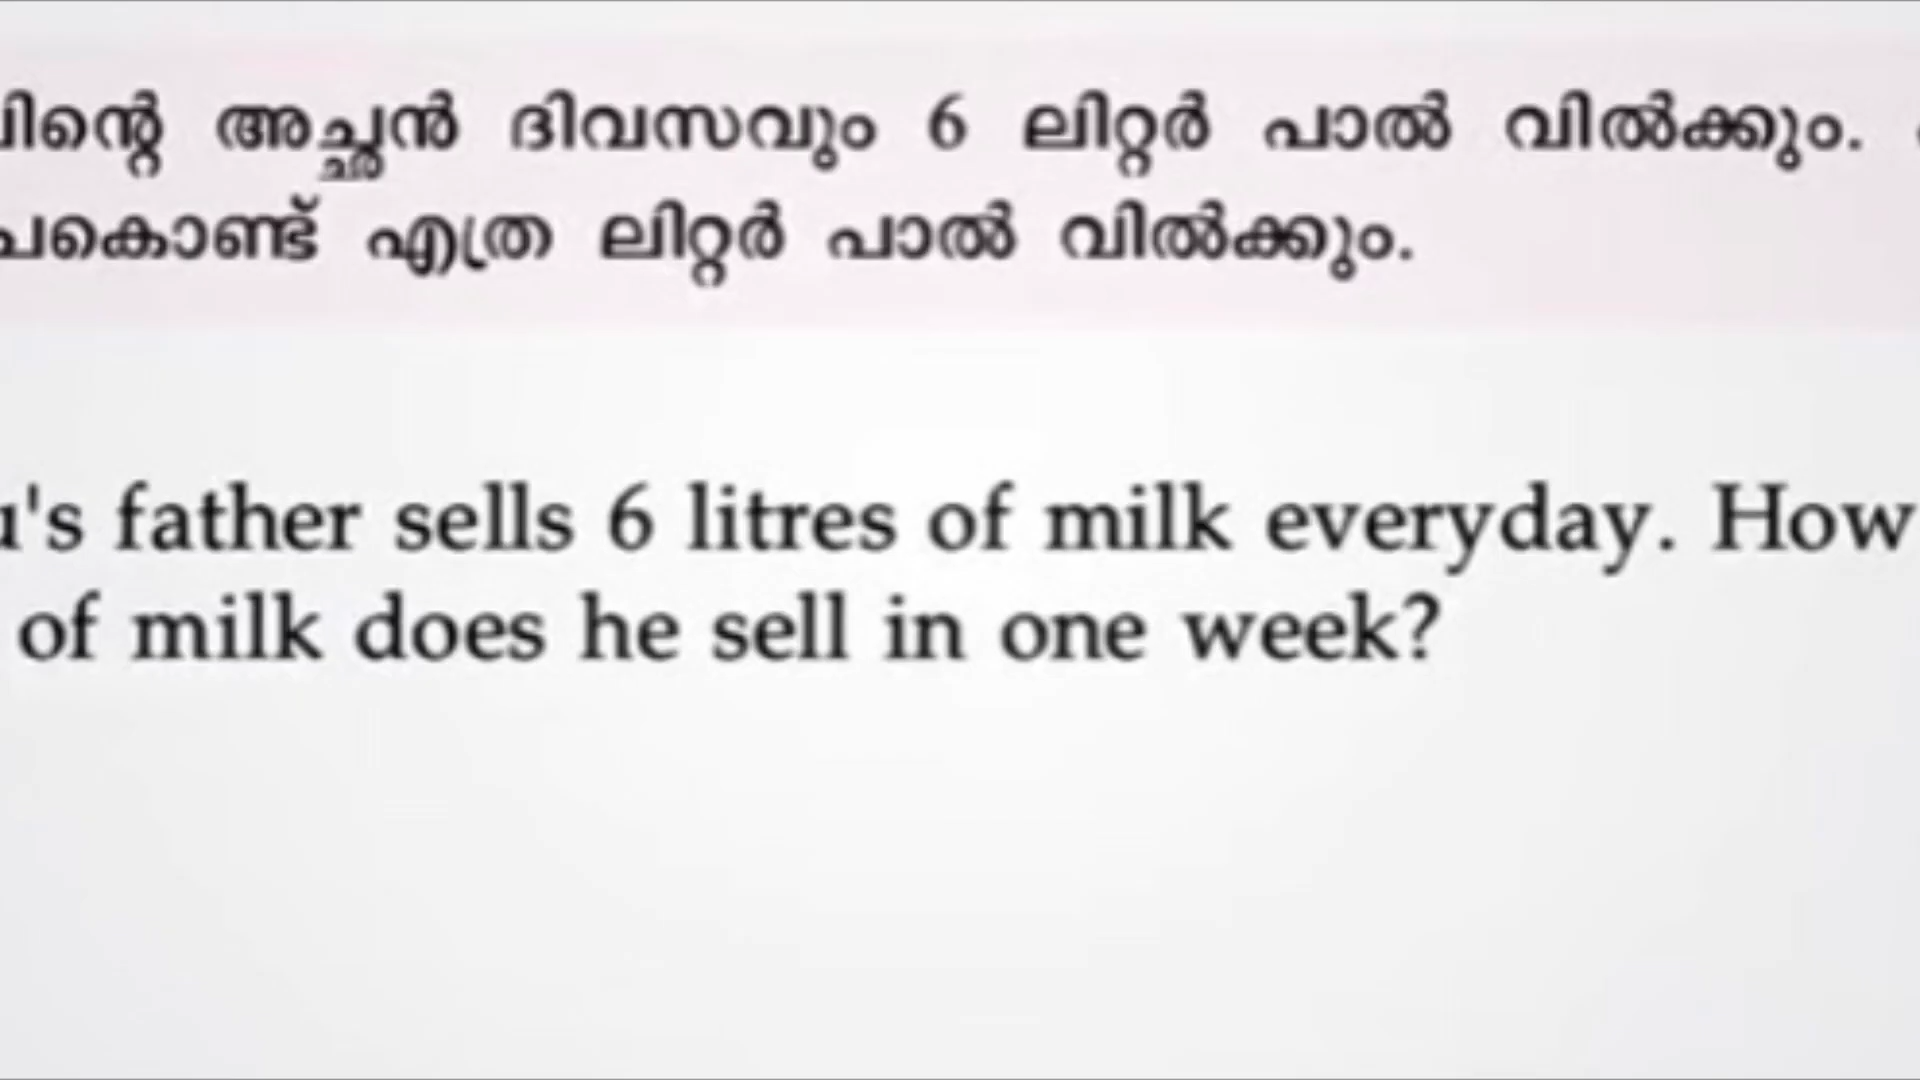 അച്ഛൻ ദിവസവും 6 ലിറ്റർ പാൽ വിൽക്കും.
എത്ര ലിറ്റർ പാൽ വിൽക്കും.
father sells 6 litres of milk everyday. How
of milk does he sell in one week?